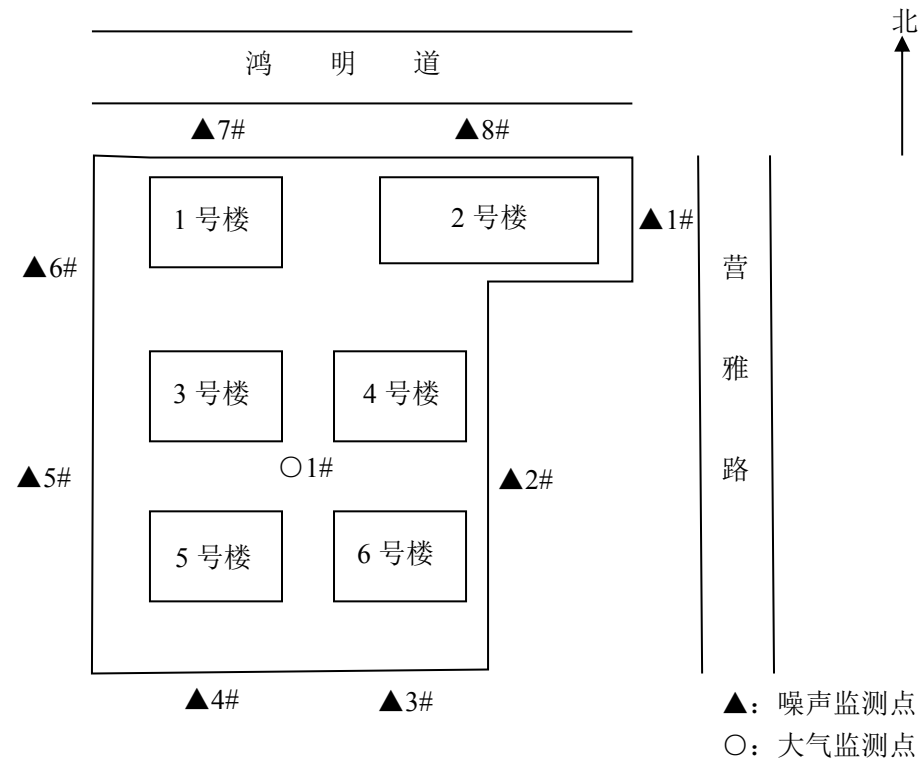 北
鸿 明 道
▲7#
▲8#
1 号楼
2 号楼
▲1#
▲6#
营
雅
路
3 号楼
4 号楼
○1#
▲5#
▲2#
5 号楼
6 号楼
▲4#
▲3#
▲：噪声监测点
○：大气监测点